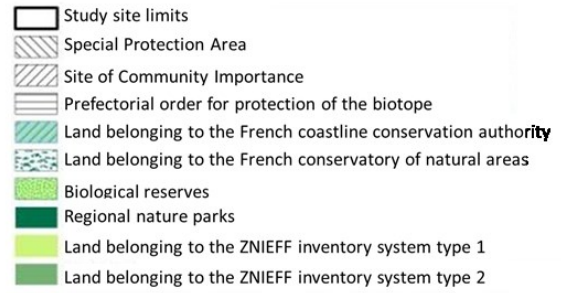 Study site limits
Special Protection Area
Site of Community Importance
Prefectorial order for protection of the biotope
Land belonging to the French coastline conservation authority
Land belonging to the French conservatory of natural areas
Biological reserves
Regional nature parks
Land belonging to the ZNIEFF inventory system type 1
Land belonging to the ZNIEFF inventory system type 2